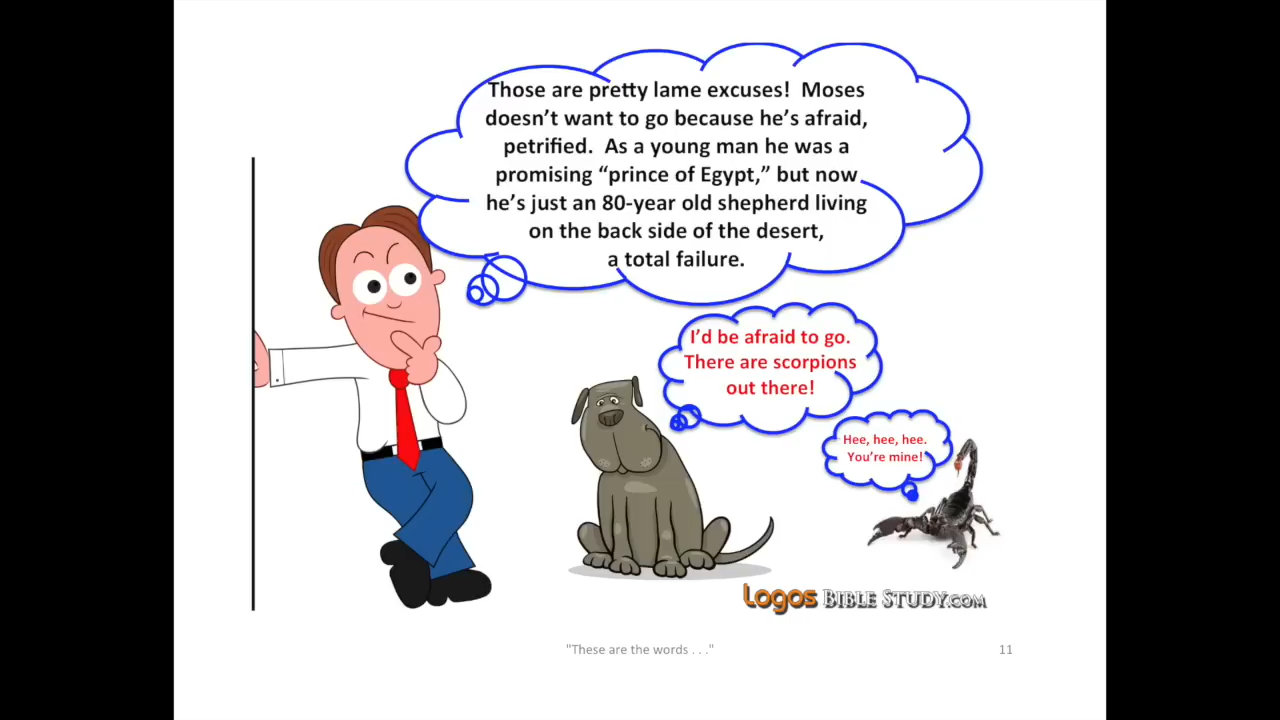 Those are pretty lame excuses!  Moses
doesn’t want to go because he’s afraid,
petrified.  As a young man he was a
promising “prince of Egypt,” but now
he’s just an 80-year old shepherd living
on the back side of the desert,
a total failure.
I’d be afraid to go.
There are scorpions
out there!
Hee, hee, hee.
You’re mine!
Logos BIBLE STUDY.COM
"These are the words . . ."
11